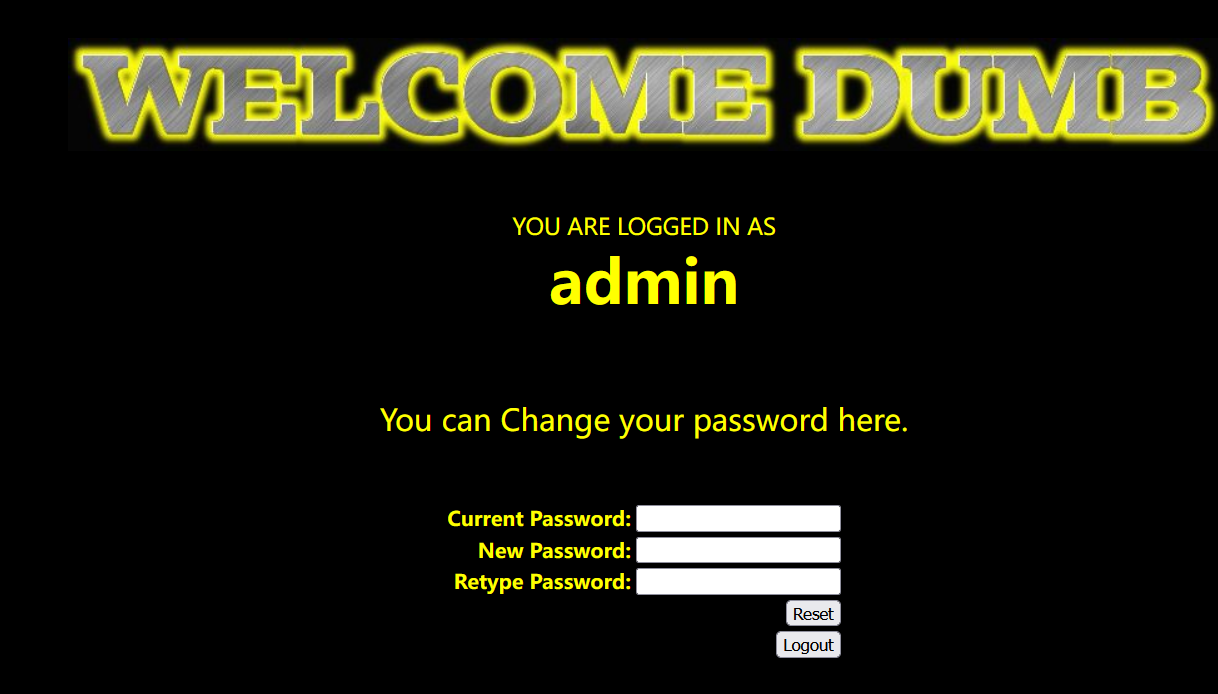 WELCOME DUMB
YOU ARE LOGGED IN AS
admin
You can Change your password here.
Current Password:
New Password:
Retype Password:
Reset
Logout